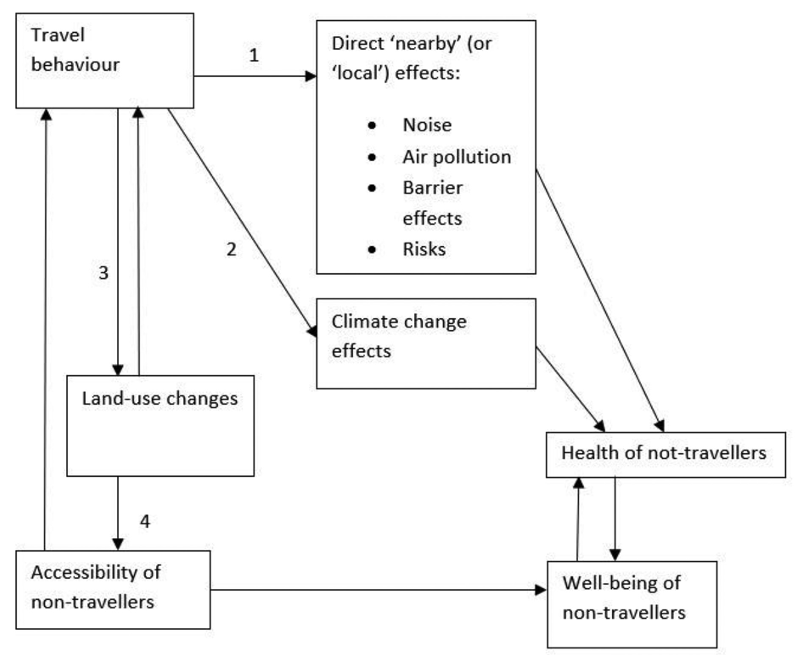 Travel
behaviour
1
Direct ‘nearby’ (or
‘local’) effects:
• Noise
• Air pollution
• Barrier
effects
• Risks
2
3
Climate change
effects
Land-use changes
Health of not-travellers
4
Accessibility of
non-travellers
Well-being of
non-travellers